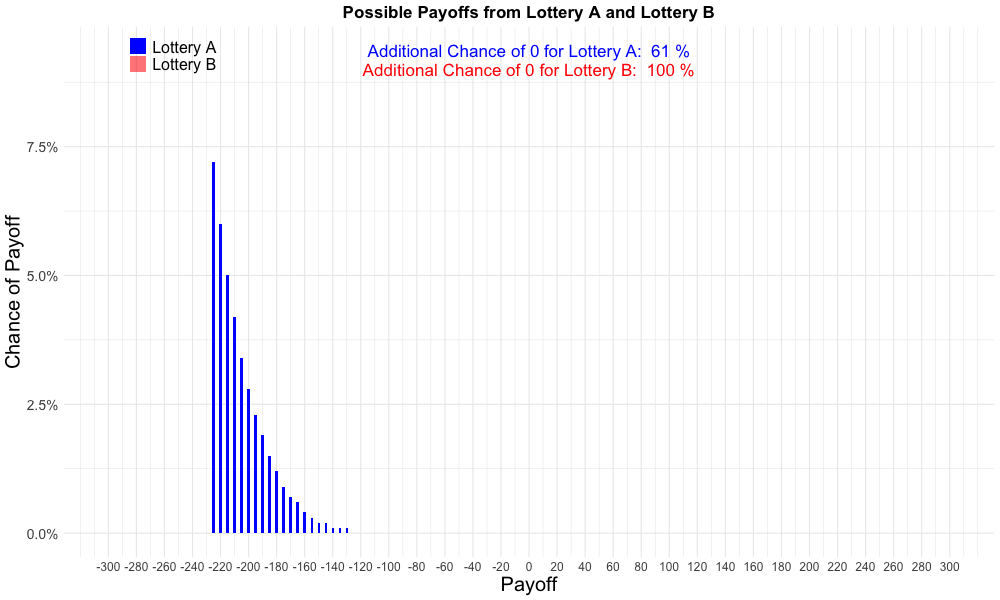 Possible Payoffs from Lottery A and Lottery B
Lottery A
Lottery B
Additional Chance of 0 for Lottery A:  61 %
Additional Chance of 0 for Lottery B:  100 %
Chance of Payoff
7.5%
5.0%
2.5%
0.0%
-300 -280 -260 -240 -220 -200 -180 -160 -140 -120 -100 -80 -60 -40 -20 0 20 40 60 80 100 120 140 160 180 200 220 240 260 280 300
Payoff